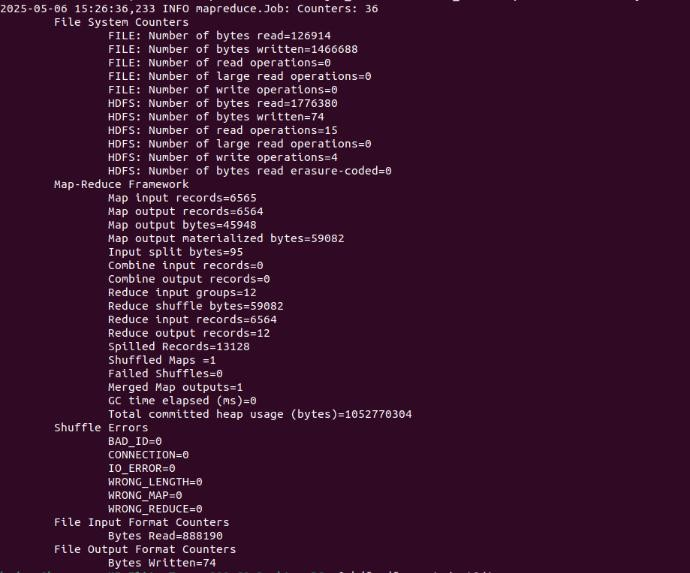 2025-05-06 15:26:36,233 INFO mapreduce.Job: Counters: 36
File System Counters
FILE: Number of bytes read=126914
FILE: Number of bytes written=1466688
FILE: Number of read operations=0
FILE: Number of large read operations=0
FILE: Number of write operations=0
HDFS: Number of bytes read=1776380
HDFS: Number of bytes written=74
HDFS: Number of read operations=15
HDFS: Number of large read operations=0
HDFS: Number of write operations=4
HDFS: Number of bytes read erasure-coded=0
Map-Reduce Framework
Map input records=6565
Map output records=6564
Map output bytes=45948
Map output materialized bytes=59082
Input split bytes=95
Combine input records=0
Combine output records=0
Reduce input groups=12
Reduce shuffle bytes=59082
Reduce input records=6564
Reduce output records=12
Spilled Records=13128
Shuffled Maps =1
Failed Shuffles=0
Merged Map outputs=1
GC time elapsed (ms)=0
Total committed heap usage (bytes)=1052770304
Shuffle Errors
BAD_ID=0
CONNECTION=0
IO_ERROR=0
WRONG_LENGTH=0
WRONG_MAP=0
WRONG_REDUCE=0
File Input Format Counters
Bytes Read=888190
File Output Format Counters
Bytes Written=74